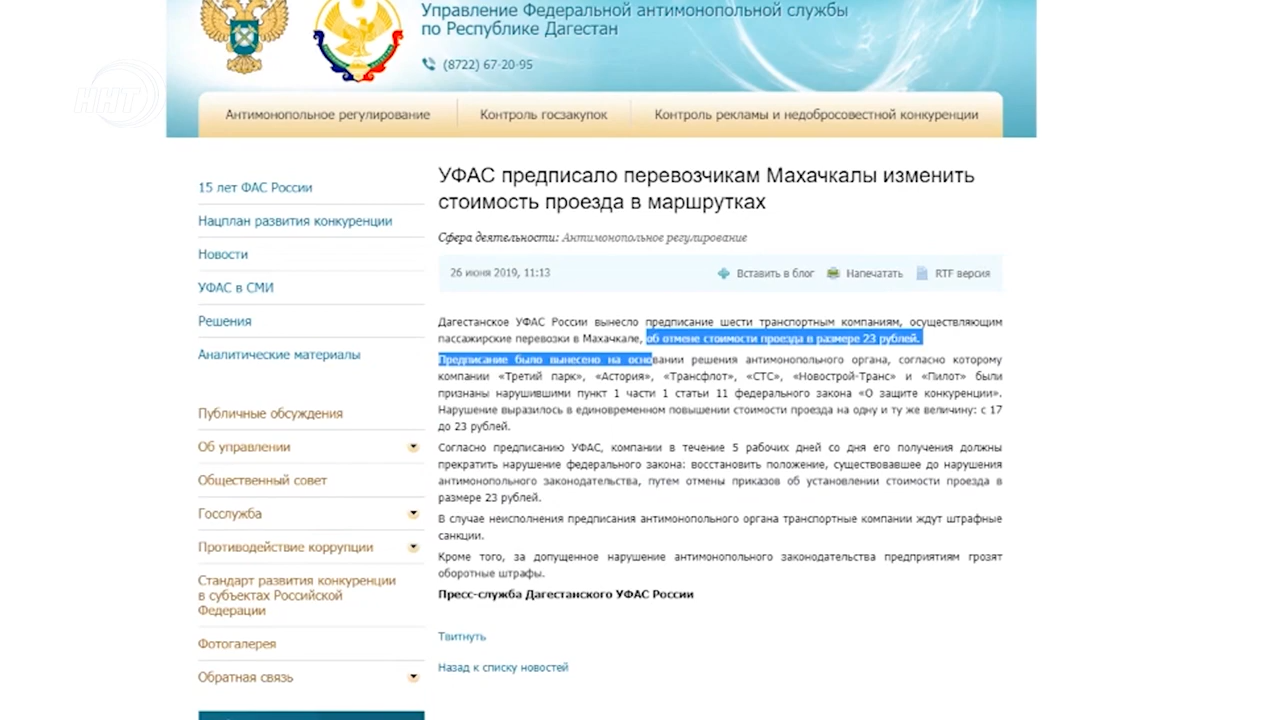 Управление Федеральной антимонопольной службы
по Республике Дагестан
(8722) 67-20-95
ННТ
Антимонопольное регулирование
Контроль госзакупок
Контроль рекламы и недобросовестной конкуренции
15 лет ФАС России
Нацплан развития конкуренции
Новости
УФАС в СМИ
Решения
Аналитические материалы
Публичные обсуждения
Об управлении
Общественный совет
Госслужба
Противодействие коррупции
Стандарт развития конкуренции
в субъектах Российской
Федерации
Фотогалерея
Обратная связь
УФАС предписало перевозчикам Махачкалы изменить
стоимость проезда в маршрутках
Сфера деятельности: Антимонопольное регулирование
26 июня 2019, 11:13
Вставить в блог
Напечатать
RTF версия
Дагестанское УФАС России вынесло предписание шести транспортным компаниям, осуществляющим
пассажирские перевозки в Махачкале, об отмене стоимости проезда в размере 23 рублей.
Предписание было вынесено на основании решения антимонопольного органа, согласно которому
компании «Третий парк», «Астория», «Трансфлот», «СТС», «Новострой-Транс» и «Пилот» были
признаны нарушившими пункт 1 части 1 статьи 11 федерального закона «О защите конкуренции».
Нарушение выразилось в единовременном повышении стоимости проезда на одну и ту же величину: с 17
до 23 рублей.
Согласно предписанию УФАС, компании в течение 5 рабочих дней со дня его получения должны
прекратить нарушение федерального закона: восстановить положение, существовавшее до нарушения
антимонопольного законодательства, путем отмены приказов об установлении стоимости проезда в
размере 23 рублей.
В случае неисполнения предписания антимонопольного органа транспортные компании ждут штрафные
санкции.
Кроме того, за допущенное нарушение антимонопольного законодательства предприятиям грозят
оборотные штрафы.
Пресс-служба Дагестанского УФАС России
Твитнуть
Назад к списку новостей